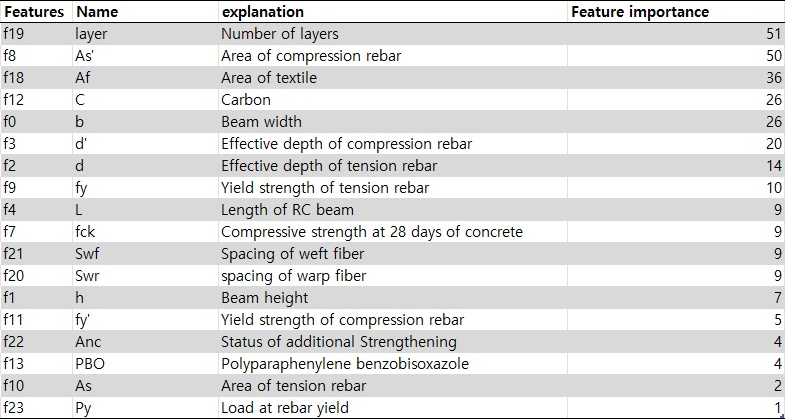 Features Name explanation Feature importance
f19 layer Number of layers 51
f8 As' Area of compression rebar 50
f18 Af Area of textile 36
f12 C Carbon 26
f0 b Beam width 26
f3 d' Effective depth of compression rebar 20
f2 d Effective depth of tension rebar 14
f9 fy Yield strength of tension rebar 10
f4 L Length of RC beam 9
f7 fck Compressive strength at 28 days of concrete 9
f21 Swf Spacing of weft fiber 9
f20 Swr spacing of warp fiber 9
f1 h Beam height 7
f11 fy' Yield strength of compression rebar 5
f22 Anc Status of additional Strengthening 4
f13 PBO Polyparaphenylene benzobisoxazole 4
f10 As Area of tension rebar 2
f23 Py Load at rebar yield 1